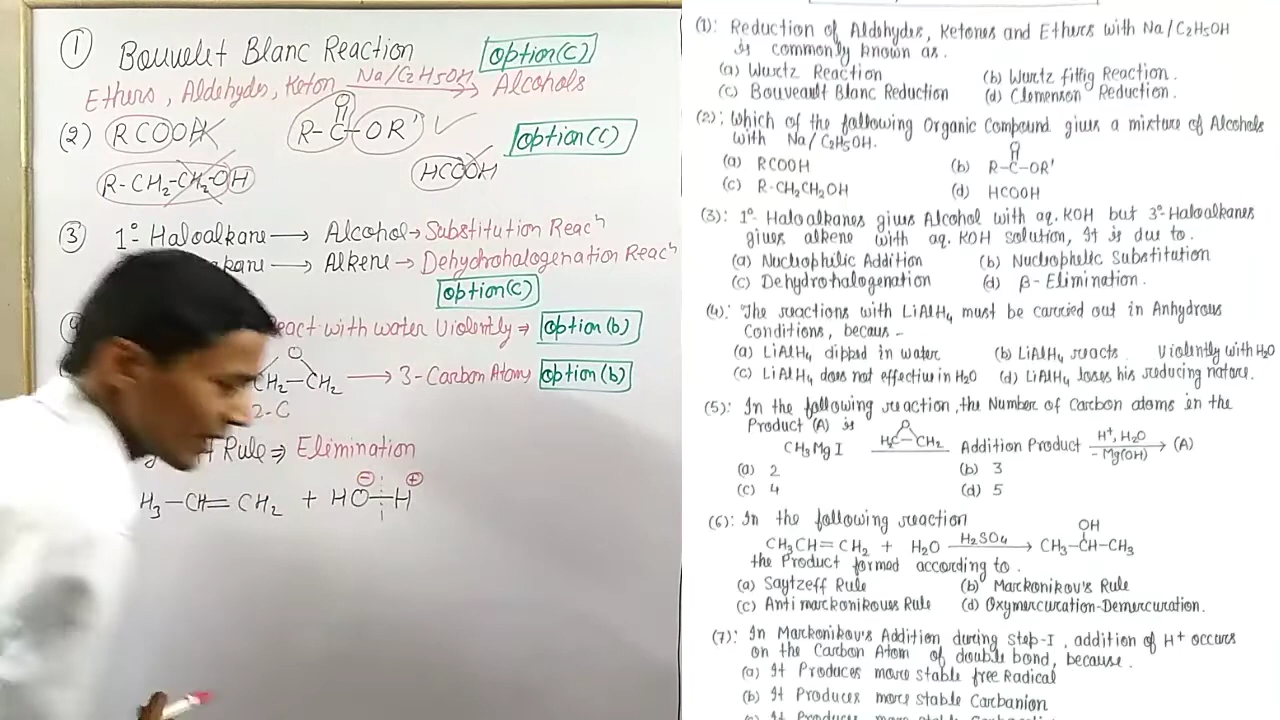 ① Bouvelet Blanc Reaction option(c)
Ethers, Aldehydes, Keton Na/C2H5OH → Alcohols
(2) RCOOH R-C-OR' option(c)
O
R-CH2-CH2-OH HCOOH
③ 1°- Haloalkane → Alcohol → Substitution Reacⁿ
→ Alkene → Dehydrohalogenation Reacⁿ
option(c)
React with water Violently ⇒ option(b)
O
CH2-CH2 → 3-Carbon Atoms option(b)
2-C
Rule ⇒ Elimination
⊖ ⊕
H3-CH=CH2 + HO-H
(1): Reduction of Aldehydes, Ketones and Ethers with Na/C2H5OH
is commonly known as.
(a) Wurtz Reaction (b) Wurtz fittig Reaction.
(c) Bouveault Blanc Reduction (d) Clemenson Reduction.
(2): Which of the following Organic Compound gives a mixture of Alcohols
with Na/C2H5OH.
(a) RCOOH (b) R-C-OR'
O
(c) R-CH2CH2OH (d) HCOOH
(3): 1°- Haloalkanes gives Alcohol with aq. KOH but 3°-Haloalkanes
gives alkene with aq. KOH solution, It is due to.
(a) Nucleophilic Addition (b) Nucleophilic Substitution
(c) Dehydrohalogenation (d) β- Elimination.
(4): The reactions with LiAlH4 must be carried out in Anhydrous
Conditions, becaus -
(a) LiAlH4 dipped in water (b) LiAlH4 reacts Violently with H2O
(c) LiAlH4 does not effective in H2O (d) LiAlH4 loses his reducing nature.
(5): In the following reaction, the Number of Carbon atoms in the
Product (A) is
O
CH3MgI H2C-CH2 Addition Product H+, H2O → (A)
- Mg(OH)
(a) 2 (b) 3
(c) 4 (d) 5
(6): In the following reaction
OH
CH3CH=CH2 + H2O H2SO4 → CH3-CH-CH3
the Product formed according to.
(a) Saytzeff Rule (b) Markonikov's Rule
(c) Anti markonikovs Rule (d) Oxymercuration-Demercuration.
(7): In Markonikov's Addition during step-I, addition of H+ occurs
on the Carbon Atom of double bond, because.
(a) It Produces more stable free Radical
(b) It Produces more stable Carbanion